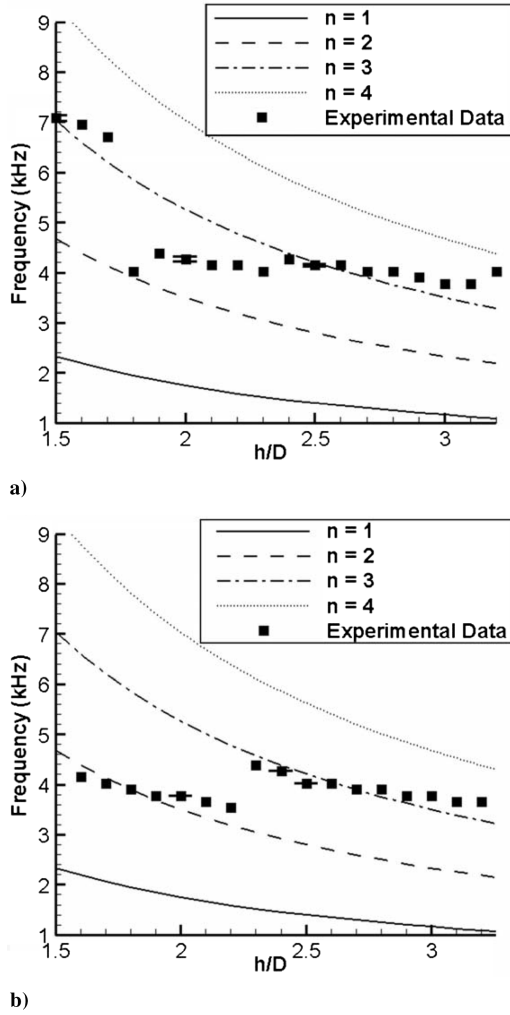 9
8
7
6
5
4
3
2
1
Frequency (kHz)
n = 1
n = 2
n = 3
n = 4
Experimental Data
1.5 2 2.5 3
h/D
a)
9
8
7
6
5
4
3
2
1
Frequency (kHz)
n = 1
n = 2
n = 3
n = 4
Experimental Data
1.5 2 2.5 3
h/D
b)